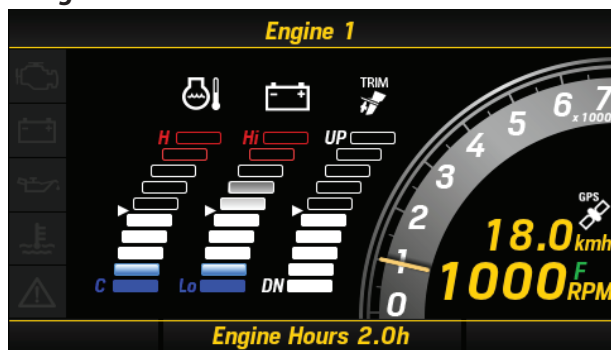 Engine 1
TRIM
H Hi UP
C Lo DN
7
6
x 1000
5
4
3
2
1
0
GPS
18.0 kmh
F
1000 RPM
Engine Hours 2.0h